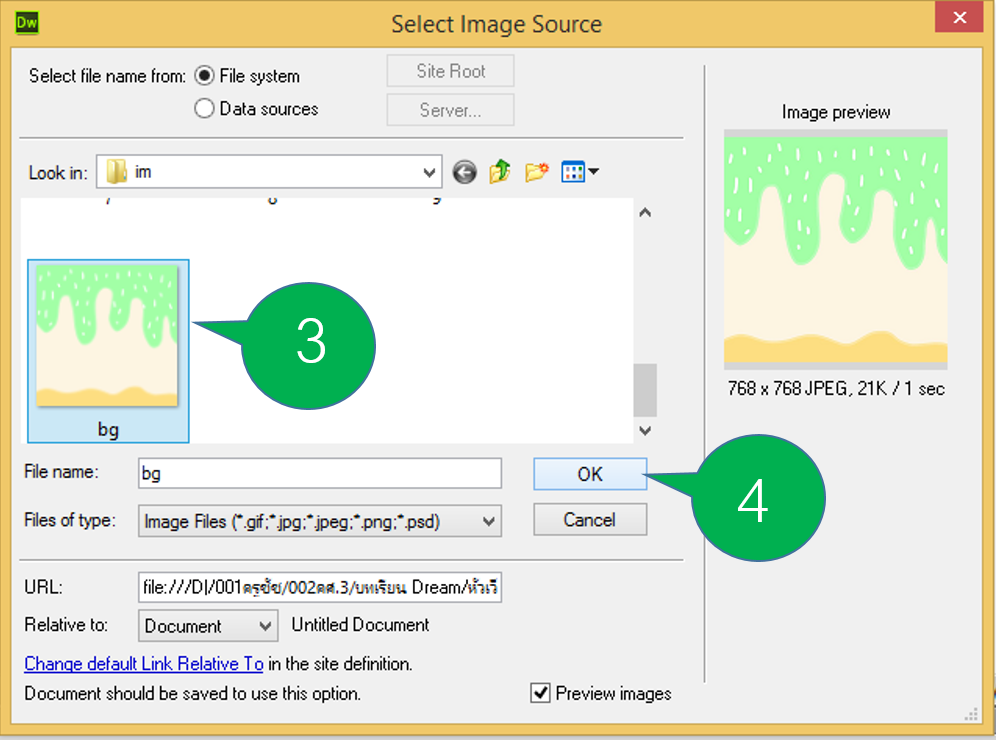 Dw
Select Image Source
Select file name from: File system
Site Root
Data sources
Server...
Image preview
Look in: im
7 8 9
bg
3
768 x 768 JPEG, 21K / 1 sec
File name: bg
OK
4
Files of type: Image Files (*.gif;*.jpg;*.jpeg;*.png;*.psd)
Cancel
URL: file:///D|/001ครูชัช/002คศ.3/บทเรียน Dream/หัวเว็
Relative to: Document Untitled Document
Change default Link Relative To in the site definition.
Document should be saved to use this option.
Preview images